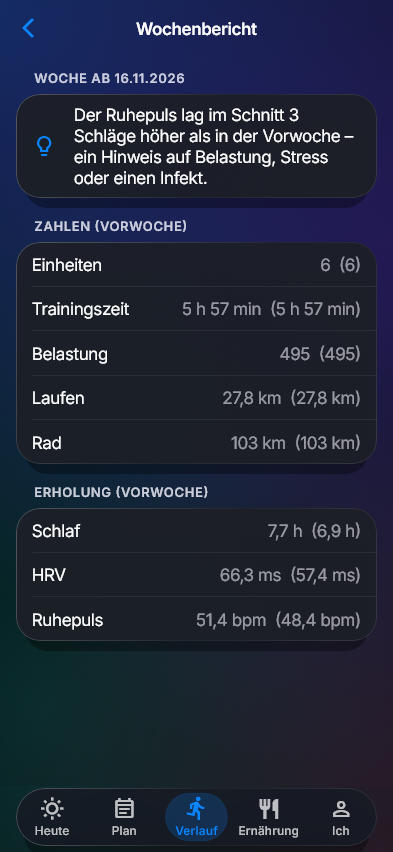 Wochenbericht
WOCHE AB 16.11.2026
Der Ruhepuls lag im Schnitt 3
Schläge höher als in der Vorwoche –
ein Hinweis auf Belastung, Stress
oder einen Infekt.
ZAHLEN (VORWOCHE)
Einheiten 6 (6)
Trainingszeit 5 h 57 min (5 h 57 min)
Belastung 495 (495)
Laufen 27,8 km (27,8 km)
Rad 103 km (103 km)
ERHOLUNG (VORWOCHE)
Schlaf 7,7 h (6,9 h)
HRV 66,3 ms (57,4 ms)
Ruhepuls 51,4 bpm (48,4 bpm)
Heute Plan Verlauf Ernährung Ich